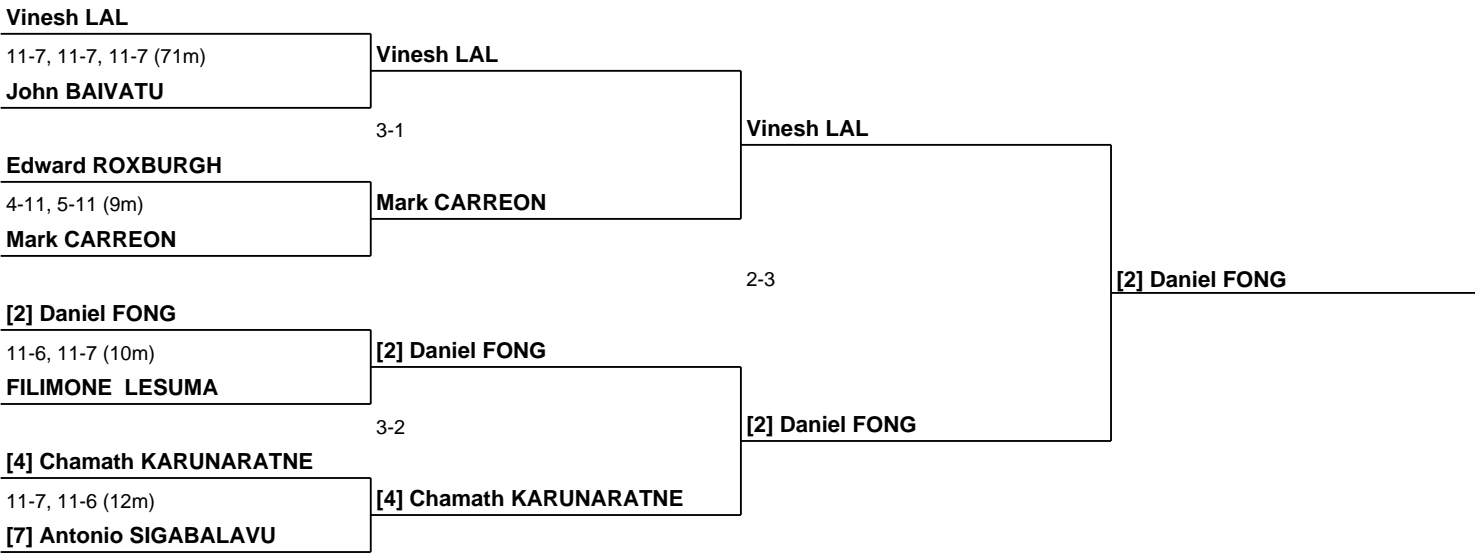 Vinesh LAL
11-7, 11-7, 11-7 (71m)
Vinesh LAL
John BAIVATU
3-1
Vinesh LAL
Edward ROXBURGH
4-11, 5-11 (9m)
Mark CARREON
Mark CARREON
2-3
[2] Daniel FONG
[2] Daniel FONG
11-6, 11-7 (10m)
[2] Daniel FONG
FILIMONE  LESUMA
3-2
[2] Daniel FONG
[4] Chamath KARUNARATNE
11-7, 11-6 (12m)
[4] Chamath KARUNARATNE
[7] Antonio SIGABALAVU